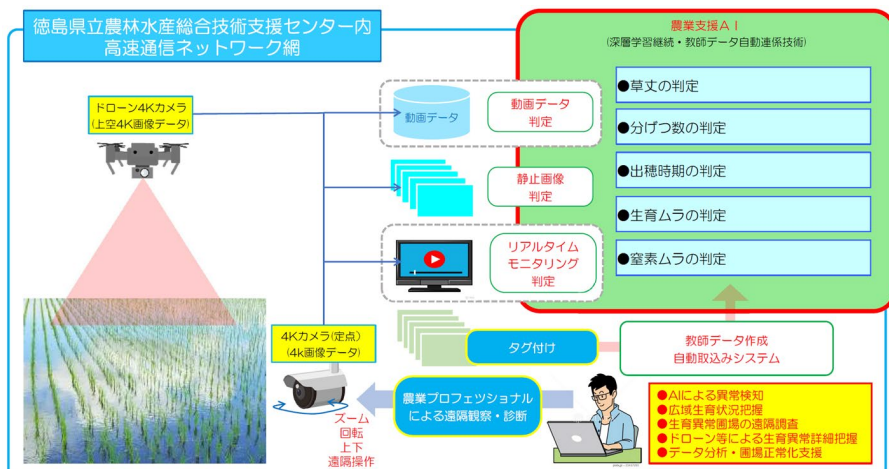 徳島県立農林水産総合技術支援センター内
高速通信ネットワーク網
農業支援AI
(深層学習継続・教師データ自動連係技術)
ドローン4Kカメラ
(上空4K画像データ)
動画データ
動画データ
判定
静止画像
判定
リアルタイム
モニタリング
判定
●草丈の判定
●分げつ数の判定
●出穂時期の判定
●生育ムラの判定
●窒素ムラの判定
4Kカメラ(定点)
(4k画像データ)
タグ付け
教師データ作成
自動取込みシステム
ズーム
回転
上下
遠隔操作
農業プロフェッショナル
による遠隔観察・診断
●AIによる異常検知
●広域生育状況把握
●生育異常圃場の遠隔調査
●ドローン等による生育異常詳細把握
●データ分析・圃場正常化支援